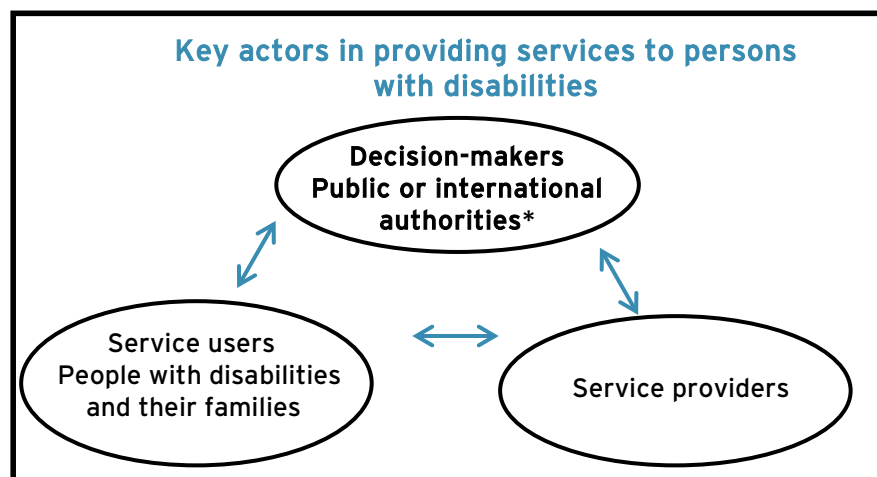 Key actors in providing services to persons
with disabilities
Decision-makers
Public or international
authorities*
Service users
People with disabilities
and their families
Service providers